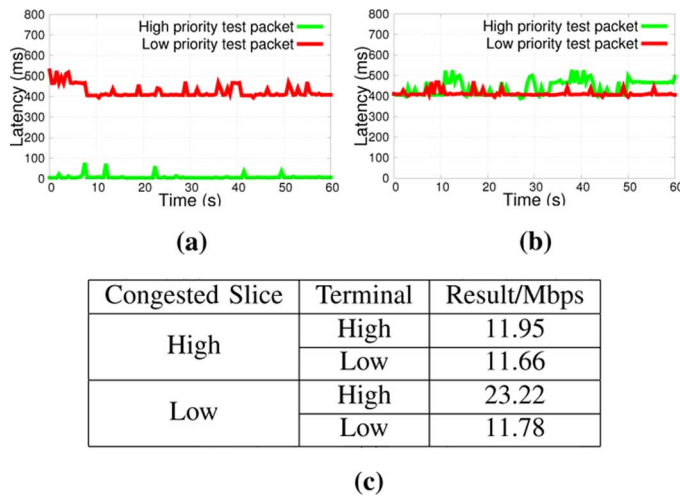 800
700
600
500
400
300
200
100
0
Latency (ms)
High priority test packet
Low priority test packet
0 10 20 30 40 50 60
Time (s)
(a)
800
700
600
500
400
300
200
100
0
Latency (ms)
High priority test packet
Low priority test packet
0 10 20 30 40 50 60
Time (s)
(b)
Congested Slice Terminal Result/Mbps
High High 11.95
Low 11.66
Low High 23.22
Low 11.78
(c)